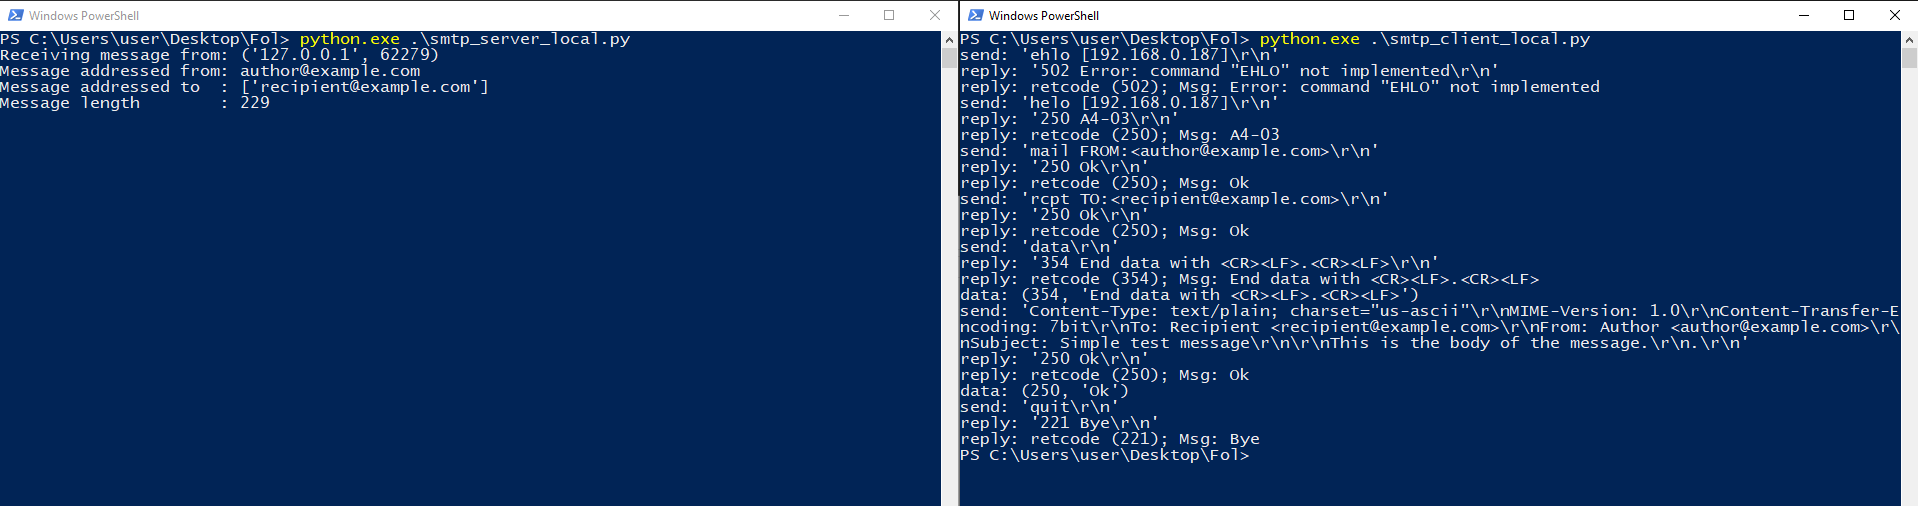 Windows PowerShell
PS C:\Users\user\Desktop\Fol> python.exe .\smtp_server_local.py
Receiving message from: ('127.0.0.1', 62279)
Message addressed from: author@example.com
Message addressed to  : ['recipient@example.com']
Message length        : 229
Windows PowerShell
PS C:\Users\user\Desktop\Fol> python.exe .\smtp_client_local.py
send: 'ehlo [192.168.0.187]\r\n'
reply: '502 Error: command "EHLO" not implemented\r\n'
reply: retcode (502); Msg: Error: command "EHLO" not implemented
send: 'helo [192.168.0.187]\r\n'
reply: '250 A4-03\r\n'
reply: retcode (250); Msg: A4-03
send: 'mail FROM:<author@example.com>\r\n'
reply: '250 Ok\r\n'
reply: retcode (250); Msg: Ok
send: 'rcpt TO:<recipient@example.com>\r\n'
reply: '250 Ok\r\n'
reply: retcode (250); Msg: Ok
send: 'data\r\n'
reply: '354 End data with <CR><LF>.<CR><LF>\r\n'
reply: retcode (354); Msg: End data with <CR><LF>.<CR><LF>
data: (354, 'End data with <CR><LF>.<CR><LF>')
send: 'Content-Type: text/plain; charset="us-ascii"\r\nMIME-Version: 1.0\r\nContent-Transfer-E
ncoding: 7bit\r\nTo: Recipient <recipient@example.com>\r\nFrom: Author <author@example.com>\r\
nSubject: Simple test message\r\n\r\nThis is the body of the message.\r\n.\r\n'
reply: '250 Ok\r\n'
reply: retcode (250); Msg: Ok
data: (250, 'Ok')
send: 'quit\r\n'
reply: '221 Bye\r\n'
reply: retcode (221); Msg: Bye
PS C:\Users\user\Desktop\Fol>